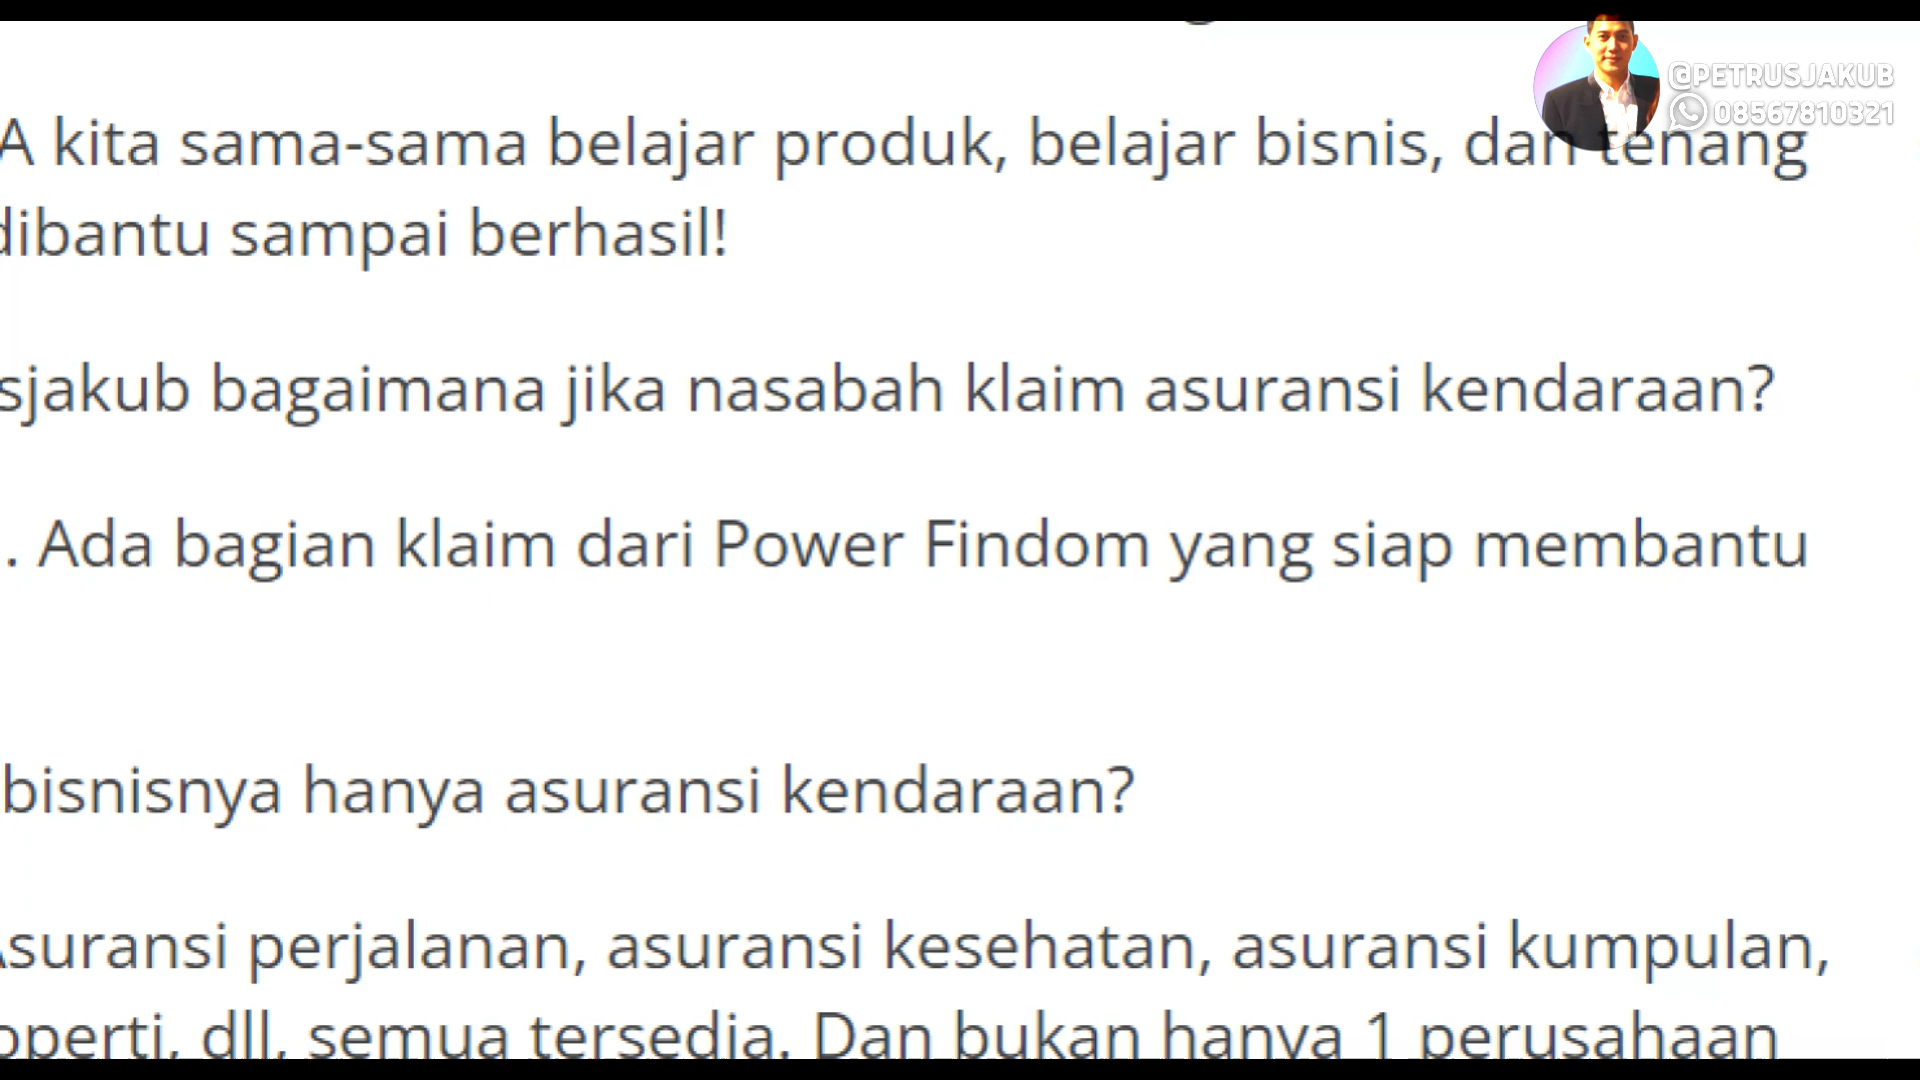 @PETRUSJAKUB
08567810321
A kita sama-sama belajar produk, belajar bisnis, dan tenang
dibantu sampai berhasil!
sjakub bagaimana jika nasabah klaim asuransi kendaraan?
. Ada bagian klaim dari Power Findom yang siap membantu
bisnisnya hanya asuransi kendaraan?
Asuransi perjalanan, asuransi kesehatan, asuransi kumpulan,
operti, dll, semua tersedia. Dan bukan hanya 1 perusahaan